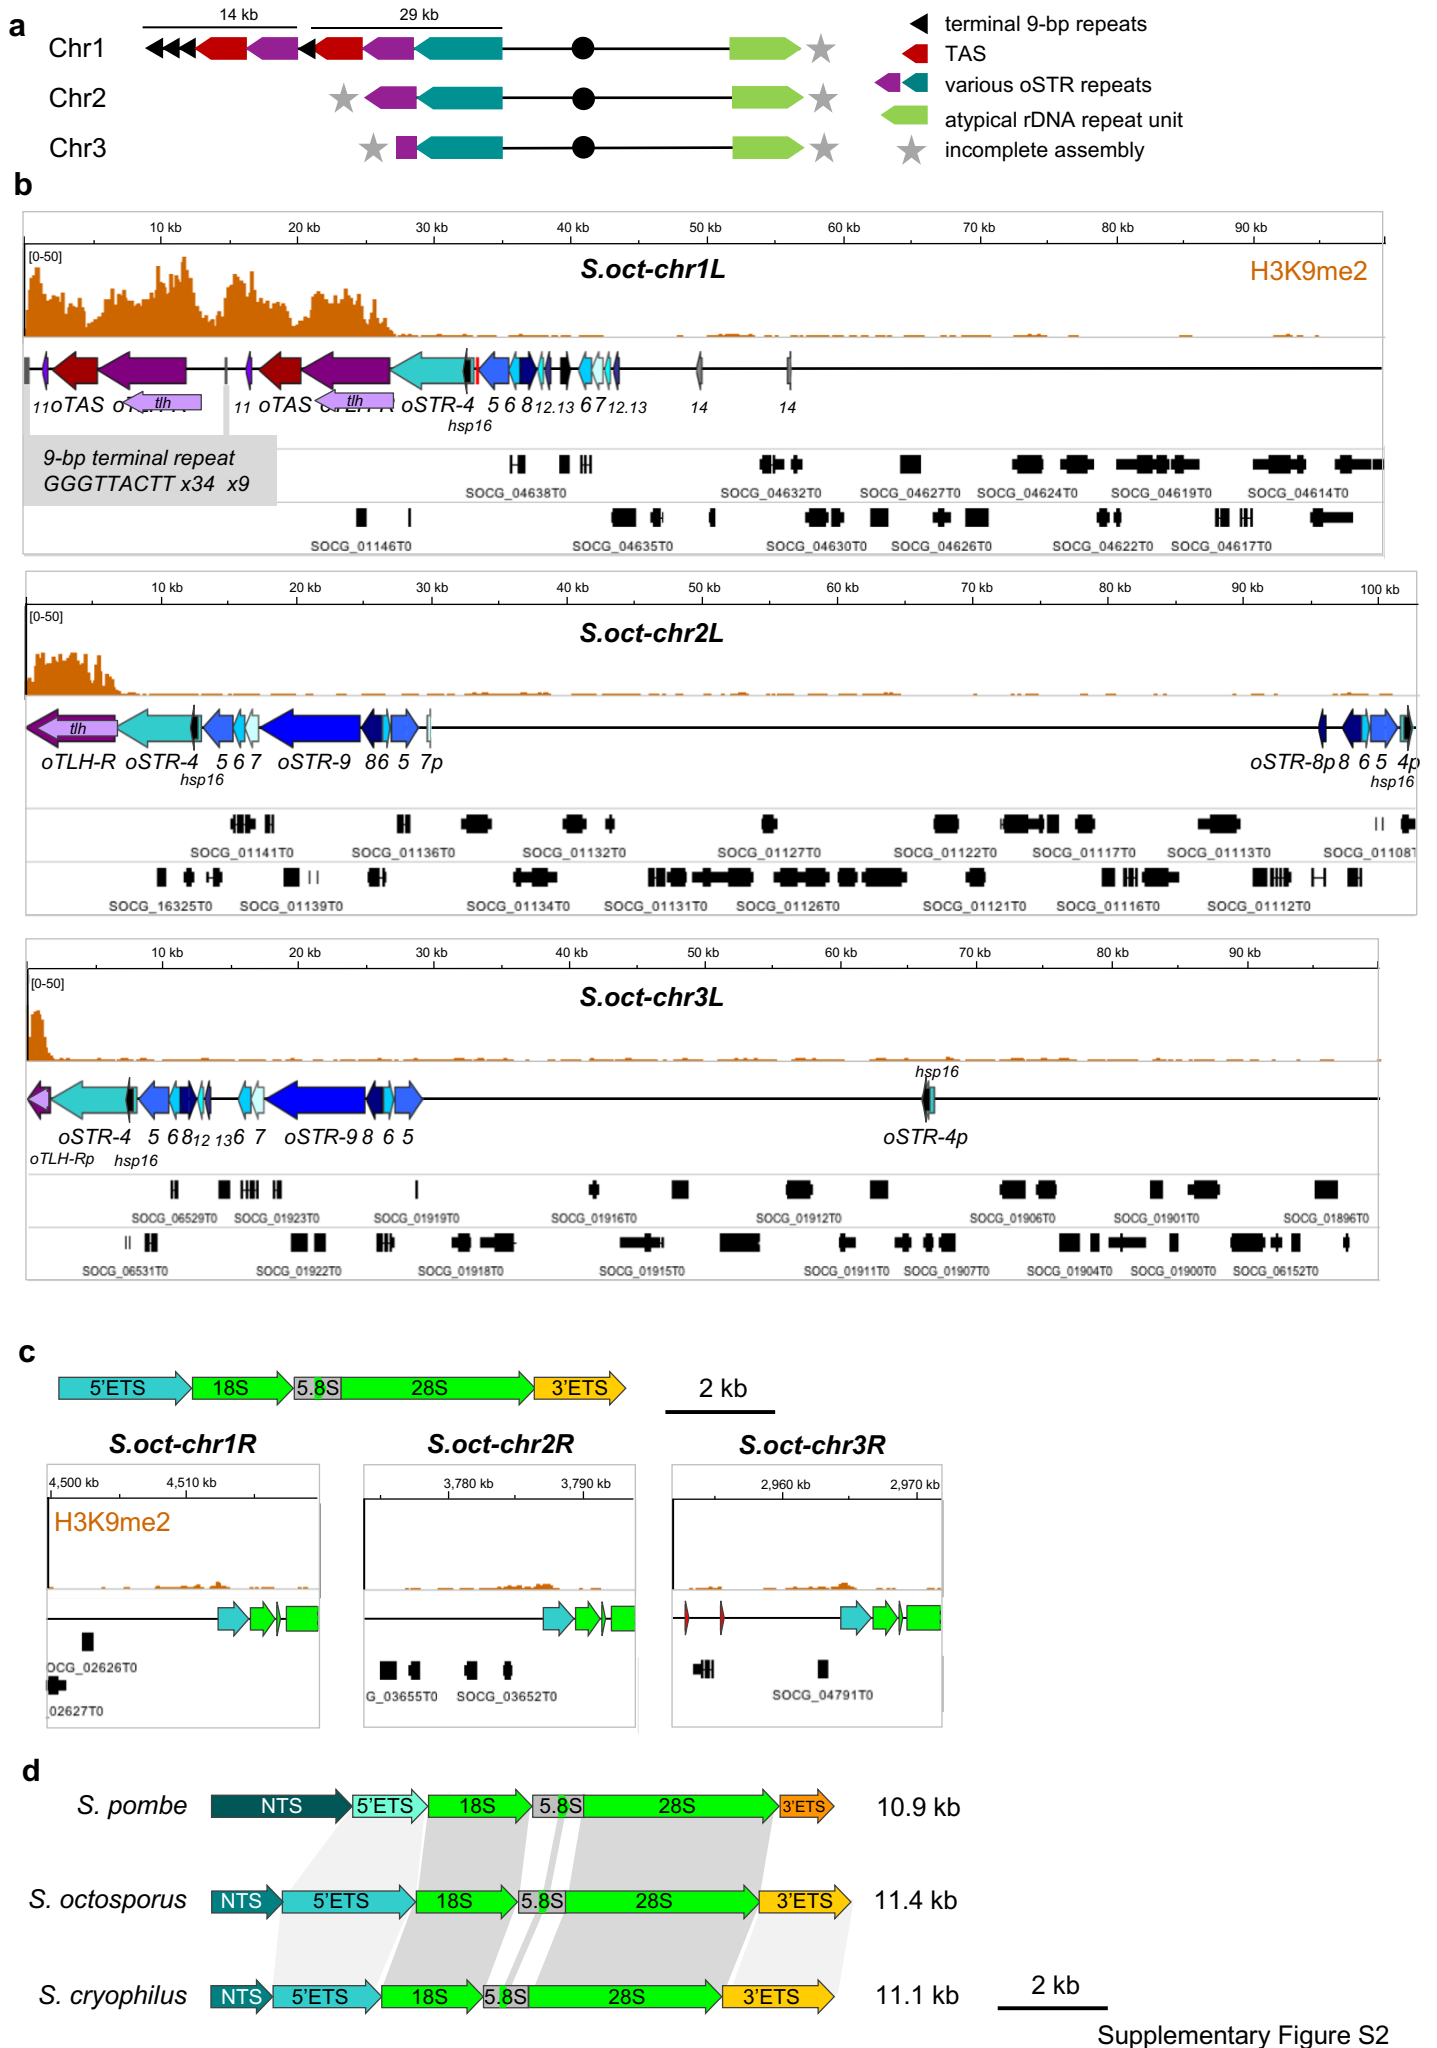 a
14 kb 29 kb
Chr1
Chr2
Chr3
terminal 9-bp repeats
TAS
various oSTR repeats
atypical rDNA repeat unit
incomplete assembly
b
10 kb 20 kb 30 kb 40 kb 50 kb 60 kb 70 kb 80 kb 90 kb
[0-50]
S.oct-chr1L
H3K9me2
11 oTAS tlh 11 oTAS tlh oSTR-4 5 6 8 12.13 6 7 12.13 14 14
hsp16
9-bp terminal repeat
GGGTTACTT x34 x9
SOCG_04638T0 SOCG_04632T0 SOCG_04627T0 SOCG_04624T0 SOCG_04619T0 SOCG_04614T0
SOCG_01146T0 SOCG_04635T0 SOCG_04630T0 SOCG_04626T0 SOCG_04622T0 SOCG_04617T0
10 kb 20 kb 30 kb 40 kb 50 kb 60 kb 70 kb 80 kb 90 kb 100 kb
[0-50]
S.oct-chr2L
tlh
oTLH-R oSTR-4 5 6 7 oSTR-9 8 6 5 7p oSTR-8p 8 6 5 4p
hsp16 hsp16
SOCG_01141T0 SOCG_01136T0 SOCG_01132T0 SOCG_01127T0 SOCG_01122T0 SOCG_01117T0 SOCG_01113T0 SOCG_01108T
SOCG_16325T0 SOCG_01139T0 SOCG_01134T0 SOCG_01131T0 SOCG_01126T0 SOCG_01121T0 SOCG_01116T0 SOCG_01112T0
10 kb 20 kb 30 kb 40 kb 50 kb 60 kb 70 kb 80 kb 90 kb
[0-50]
S.oct-chr3L
hsp16
oSTR-4 5 6 8 12 13 6 7 oSTR-9 8 6 5 oSTR-4p
oTLH-Rp hsp16
SOCG_06529T0 SOCG_01923T0 SOCG_01919T0 SOCG_01916T0 SOCG_01912T0 SOCG_01906T0 SOCG_01901T0 SOCG_01896T0
SOCG_06531T0 SOCG_01922T0 SOCG_01918T0 SOCG_01915T0 SOCG_01911T0 SOCG_01907T0 SOCG_01904T0 SOCG_01900T0 SOCG_06152T0
c
5'ETS 18S 5.8S 28S 3'ETS
2 kb
S.oct-chr1R S.oct-chr2R S.oct-chr3R
4,500 kb 4,510 kb 3,780 kb 3,790 kb 2,960 kb 2,970 kb
H3K9me2
OCG_02626T0
02627T0
G_03655T0 SOCG_03652T0
SOCG_04791T0
d
S. pombe NTS 5'ETS 18S 5.8S 28S 3'ETS 10.9 kb
S. octosporus NTS 5'ETS 18S 5.8S 28S 3'ETS 11.4 kb
S. cryophilus NTS 5'ETS 18S 5.8S 28S 3'ETS 11.1 kb
2 kb
Supplementary Figure S2